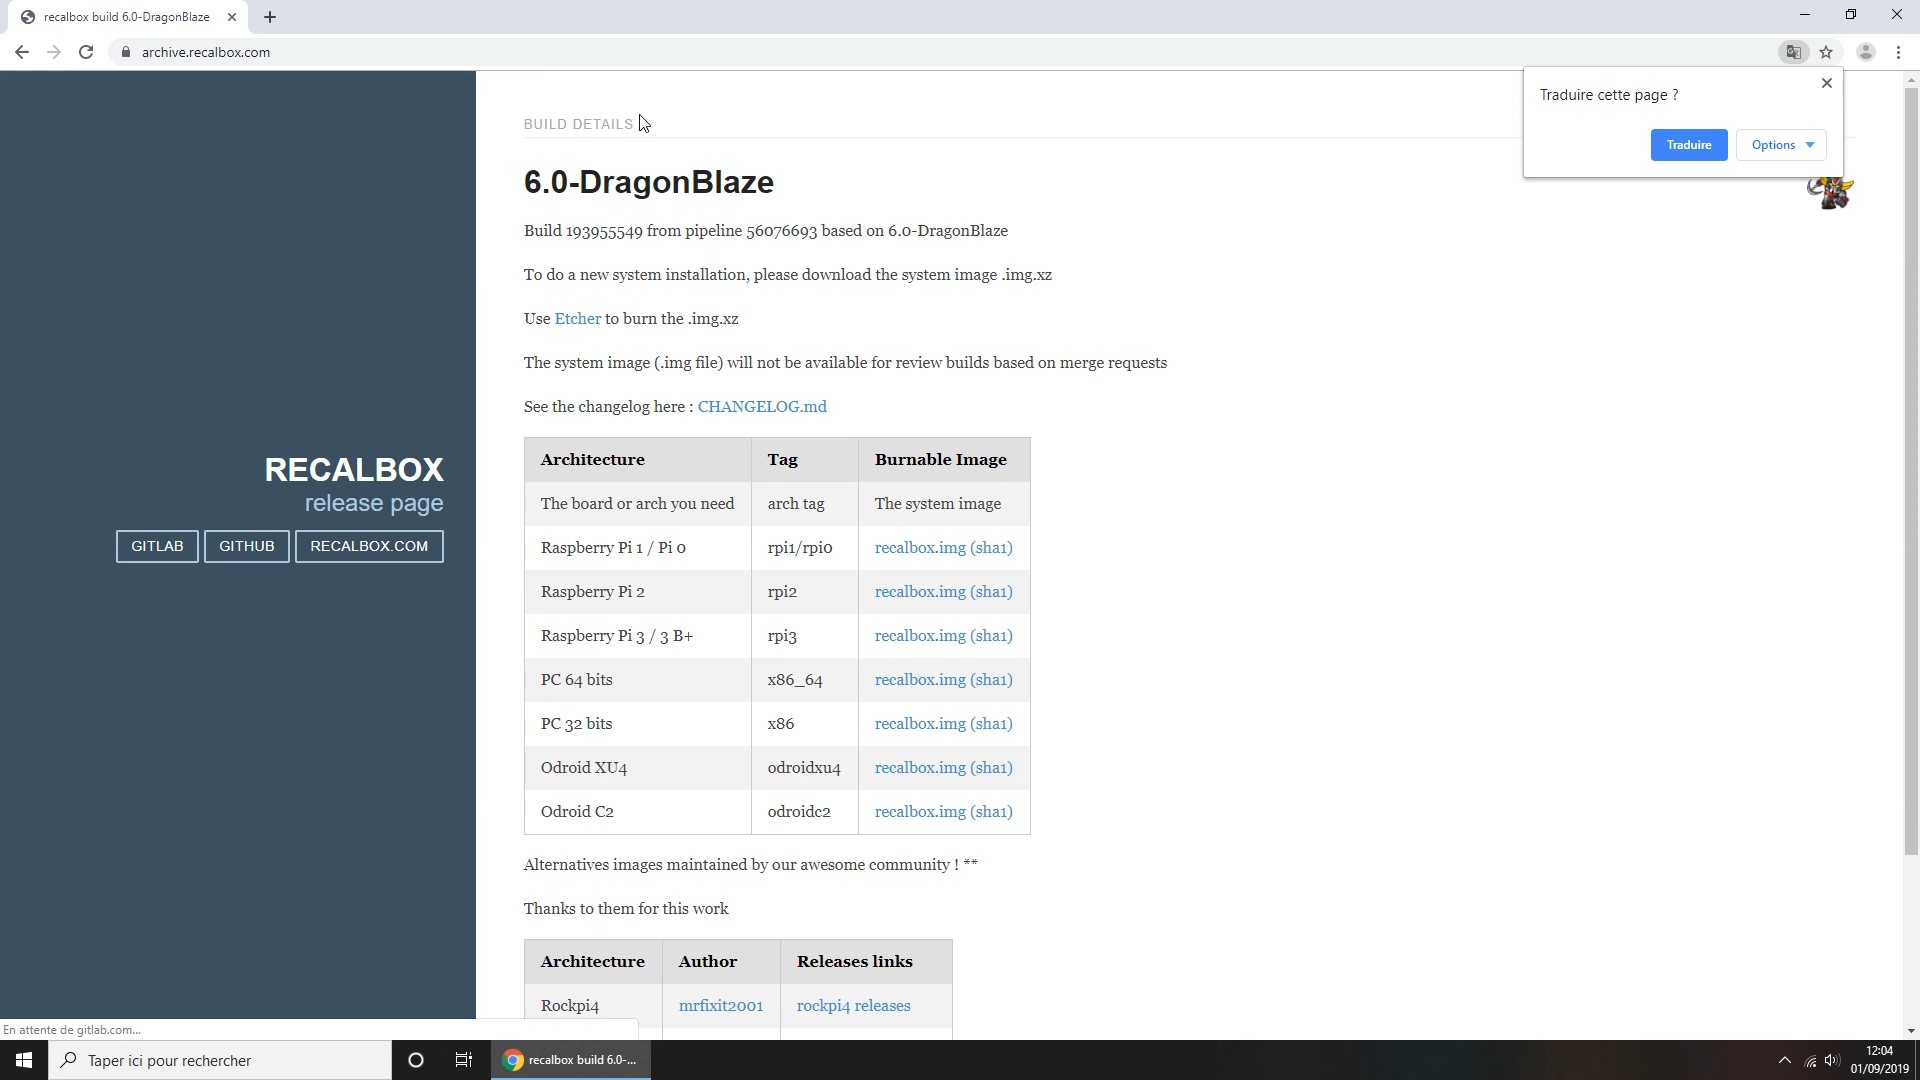 recalbox build 6.0-DragonBlaze
archive.recalbox.com
Traduire cette page ?
Traduire
Options
BUILD DETAILS
6.0-DragonBlaze
Build 193955549 from pipeline 56076693 based on 6.0-DragonBlaze
To do a new system installation, please download the system image .img.xz
Use Etcher to burn the .img.xz
The system image (.img file) will not be available for review builds based on merge requests
See the changelog here : CHANGELOG.md
RECALBOX
release page
GITLAB GITHUB RECALBOX.COM
Architecture Tag Burnable Image
The board or arch you need arch tag The system image
Raspberry Pi 1 / Pi 0 rpi1/rpi0 recalbox.img (sha1)
Raspberry Pi 2 rpi2 recalbox.img (sha1)
Raspberry Pi 3 / 3 B+ rpi3 recalbox.img (sha1)
PC 64 bits x86_64 recalbox.img (sha1)
PC 32 bits x86 recalbox.img (sha1)
Odroid XU4 odroidxu4 recalbox.img (sha1)
Odroid C2 odroidc2 recalbox.img (sha1)
Alternatives images maintained by our awesome community ! **
Thanks to them for this work
Architecture Author Releases links
Rockpi4 mrfixit2001 rockpi4 releases
En attente de gitlab.com...
Taper ici pour rechercher
recalbox build 6.0-...
12:04
01/09/2019